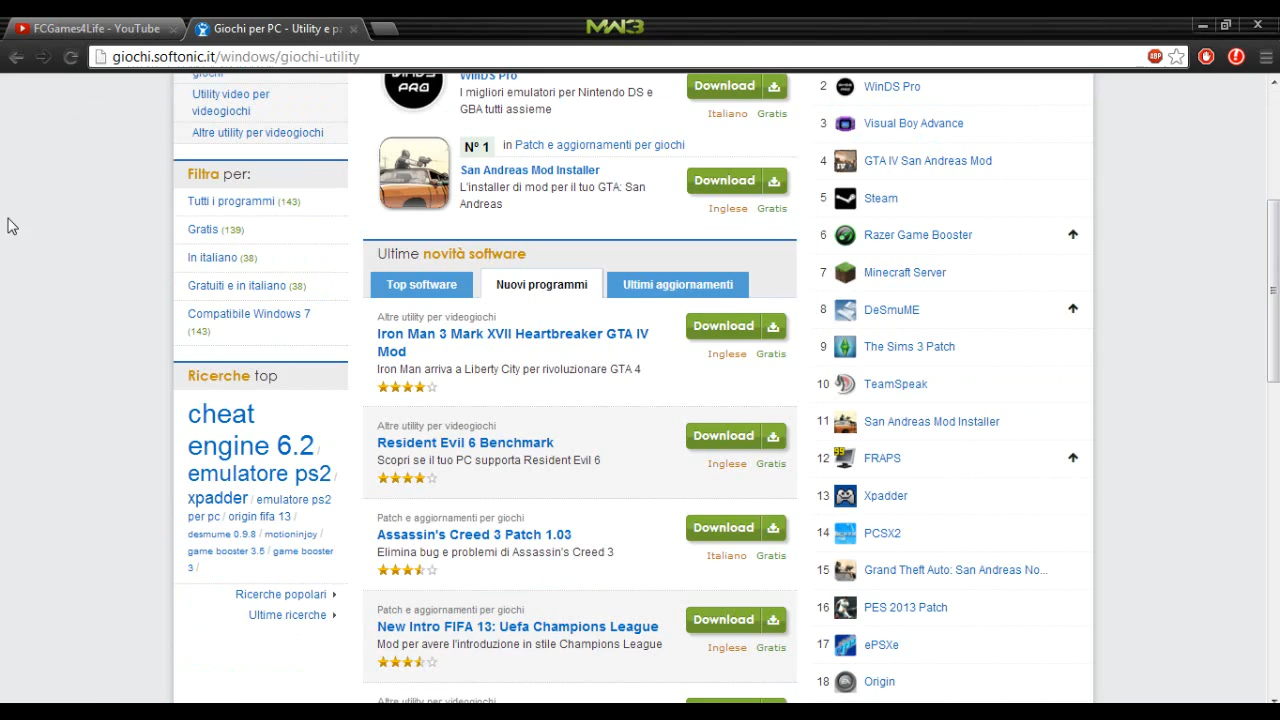 FCGames4Life - YouTube
Giochi per PC - Utility e pa
MW3
giochi.softonic.it/windows/giochi-utility
ABP
giochi
Utility video per
videogiochi
Altre utility per videogiochi
Filtra per:
Tutti i programmi (143)
Gratis (139)
In italiano (38)
Gratuiti e in italiano (38)
Compatibile Windows 7
(143)
Ricerche top
cheat
engine 6.2 /
emulatore ps2 /
xpadder / emulatore ps2
per pc / origin fifa 13 /
desmume 0.9.8 / motioninjoy /
game booster 3.5 / game booster
3 /
Ricerche popolari
Ultime ricerche
WINDS
PRO
WinDS Pro
I migliori emulatori per Nintendo DS e
GBA tutti assieme
Download
Italiano Gratis
Nº 1 in Patch e aggiornamenti per giochi
San Andreas Mod Installer
L'installer di mod per il tuo GTA: San
Andreas
Download
Inglese Gratis
Ultime novità software
Top software
Nuovi programmi
Ultimi aggiornamenti
Altre utility per videogiochi
Iron Man 3 Mark XVII Heartbreaker GTA IV
Mod
Iron Man arriva a Liberty City per rivoluzionare GTA 4
Download
Inglese Gratis
Altre utility per videogiochi
Resident Evil 6 Benchmark
Scopri se il tuo PC supporta Resident Evil 6
Download
Inglese Gratis
Patch e aggiornamenti per giochi
Assassin's Creed 3 Patch 1.03
Elimina bug e problemi di Assassin's Creed 3
Download
Italiano Gratis
Patch e aggiornamenti per giochi
New Intro FIFA 13: Uefa Champions League
Mod per avere l'introduzione in stile Champions League
Download
Inglese Gratis
Altre utility per videogiochi
2 WinDS Pro
3 Visual Boy Advance
4 GTA IV San Andreas Mod
5 Steam
6 Razer Game Booster
7 Minecraft Server
8 DeSmuME
9 The Sims 3 Patch
10 TeamSpeak
11 San Andreas Mod Installer
12 FRAPS
13 Xpadder
14 PCSX2
15 Grand Theft Auto: San Andreas No...
16 PES 2013 Patch
17 ePSXe
18 Origin